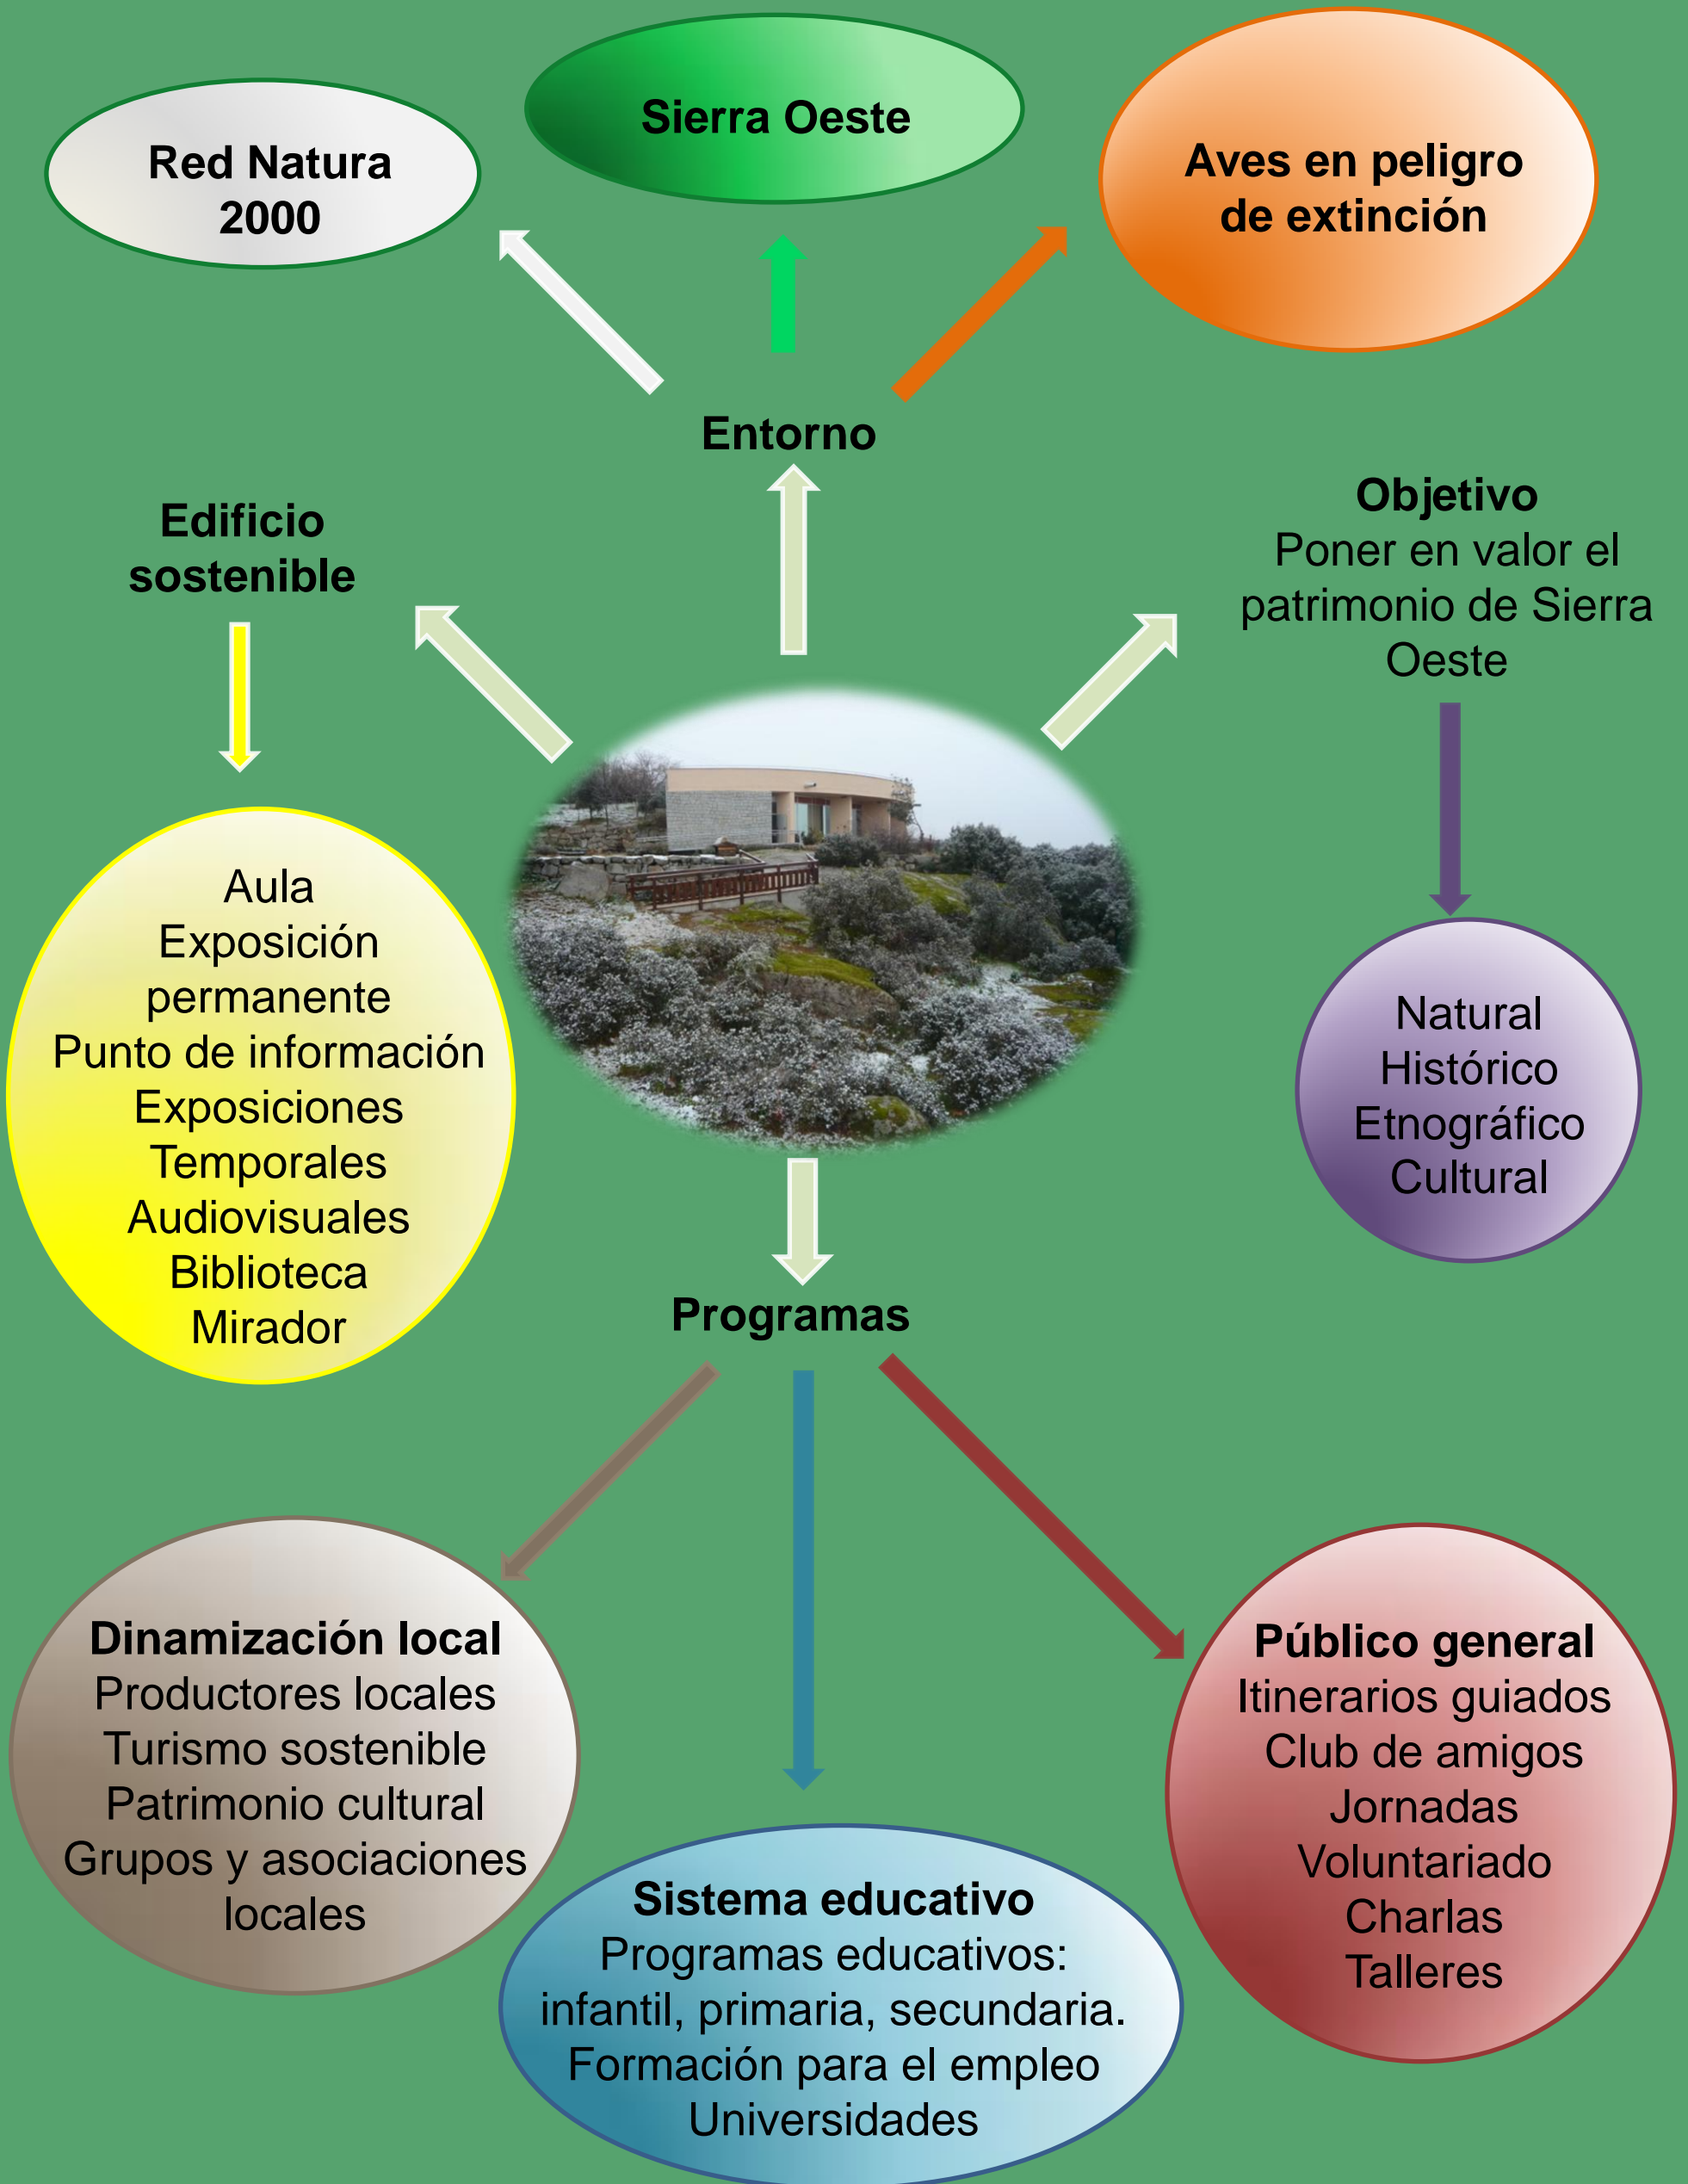 Sierra Oeste
Red Natura
2000
Aves en peligro
de extinción
Entorno
Edificio
sostenible
Objetivo
Poner en valor el
patrimonio de Sierra
Oeste
Aula
Exposición
permanente
Punto de información
Exposiciones
Temporales
Audiovisuales
Biblioteca
Mirador
Natural
Histórico
Etnográfico
Cultural
Programas
Dinamización local
Productores locales
Turismo sostenible
Patrimonio cultural
Grupos y asociaciones
locales
Sistema educativo
Programas educativos:
infantil, primaria, secundaria.
Formación para el empleo
Universidades
Público general
Itinerarios guiados
Club de amigos
Jornadas
Voluntariado
Charlas
Talleres